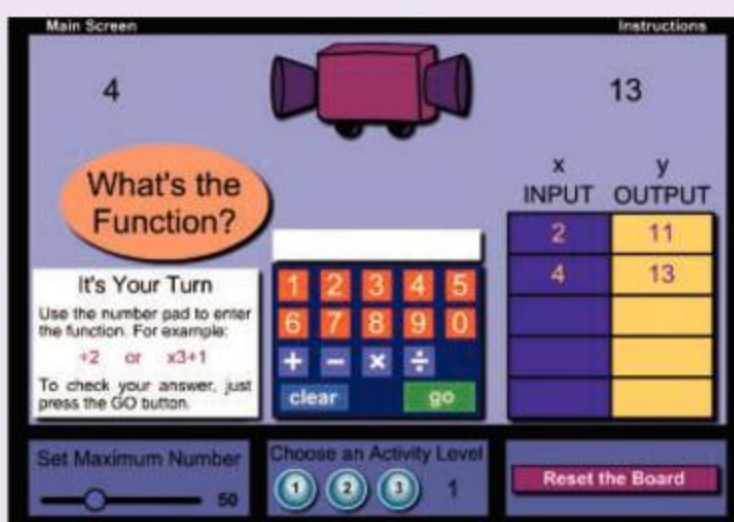 Main Screen
Instructions
4
13
What's the
Function?
x
y
INPUT
OUTPUT
2
11
4
13
It's Your Turn
Use the number pad to enter
the function. For example:
+2 or x3+1
To check your answer, just
press the GO button.
1 2 3 4 5
6 7 8 9 0
+ − × ÷
clear
go
Set Maximum Number
50
Choose an Activity Level
1 2 3 1
Reset the Board